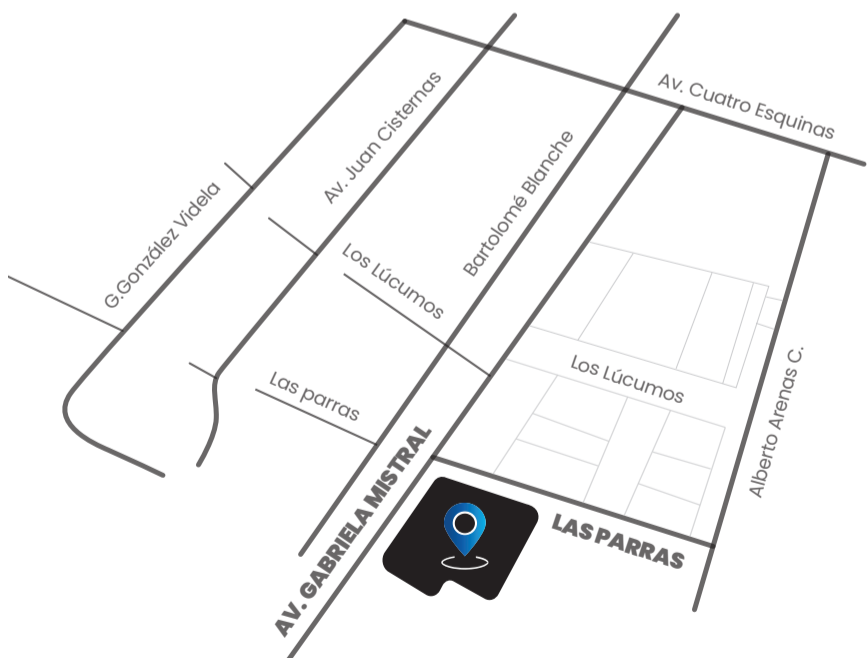 Av. Cuatro Esquinas
Av. Juan Cisternas
Bartolomé Blanche
G.González Videla
Los Lúcumos
Los Lúcumos
Alberto Arenas C.
Las parras
AV. GABRIELA MISTRAL
LAS PARRAS